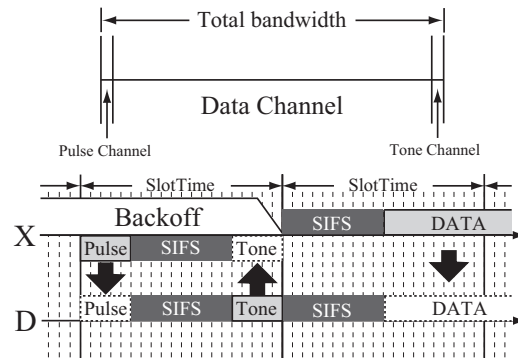 Total bandwidth
Data Channel
Pulse Channel
Tone Channel
SlotTime
SlotTime
Backoff
SIFS
DATA
X
Pulse
SIFS
Tone
Pulse
SIFS
Tone
SIFS
DATA
D